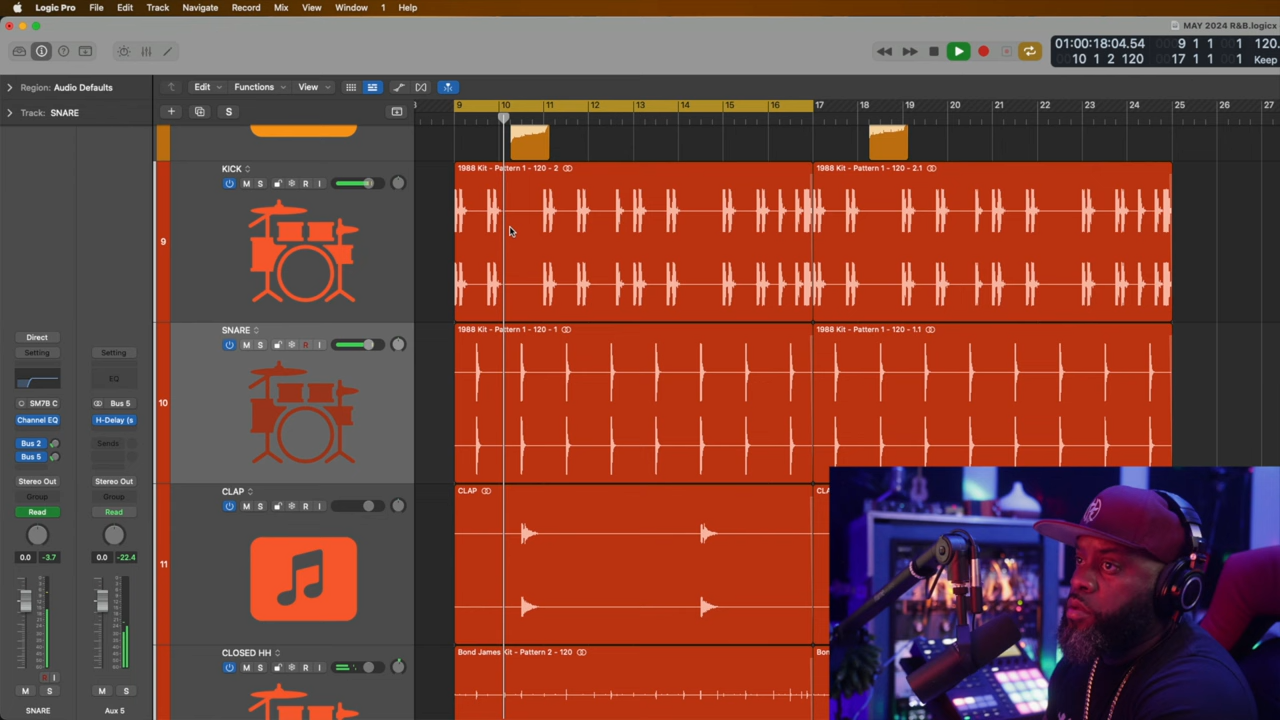 Logic Pro File Edit Track Navigate Record Mix View Window 1 Help
MAY 2024 R&B.logicx
01:00:18:04.54 9 1 1 1 120.
10 1 2 120 17 1 1 1 Keep
Region: Audio Defaults
Edit Functions View
Track: SNARE
S
9 10 11 12 13 14 15 16 17 18 19 20 21 22 23 24 25 26 27
KICK
M S R I
9
1988 Kit - Pattern 1 - 120 - 2
1988 Kit - Pattern 1 - 120 - 2.1
SNARE
M S R I
10
1988 Kit - Pattern 1 - 120 - 1
1988 Kit - Pattern 1 - 120 - 1.1
CLAP
M S R I
11
CLAP
CLA
CLOSED HH
M S R I
Bond James Kit - Pattern 2 - 120
Bon
Direct
Setting Setting
EQ
SM7B C Bus 5
Channel EQ H-Delay (s
Bus 2 Sends
Bus 5
Stereo Out Stereo Out
Group Group
Read Read
0.0 -3.7 0.0 -22.4
R I
M S M S
SNARE Aux 5